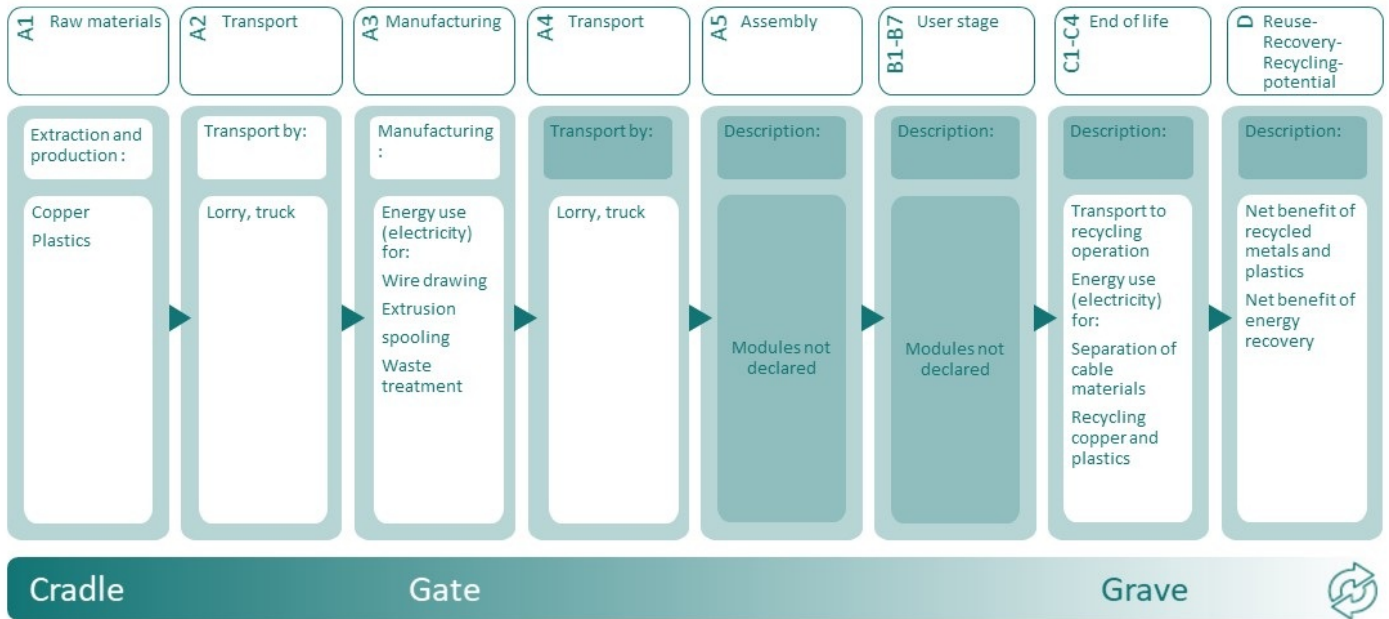 A1 Raw materials
A2 Transport
A3 Manufacturing
A4 Transport
A5 Assembly
B1-B7 User stage
C1-C4 End of life
D Reuse-
Recovery-
Recycling-
potential
Extraction and
production :
Copper
Plastics
Transport by:
Lorry, truck
Manufacturing
:
Energy use
(electricity)
for:
Wire drawing
Extrusion
spooling
Waste
treatment
Transport by:
Lorry, truck
Description:
Modules not
declared
Description:
Modules not
declared
Description:
Transport to
recycling
operation
Energy use
(electricity)
for:
Separation of
cable
materials
Recycling
copper and
plastics
Description:
Net benefit of
recycled
metals and
plastics
Net benefit of
energy
recovery
Cradle
Gate
Grave